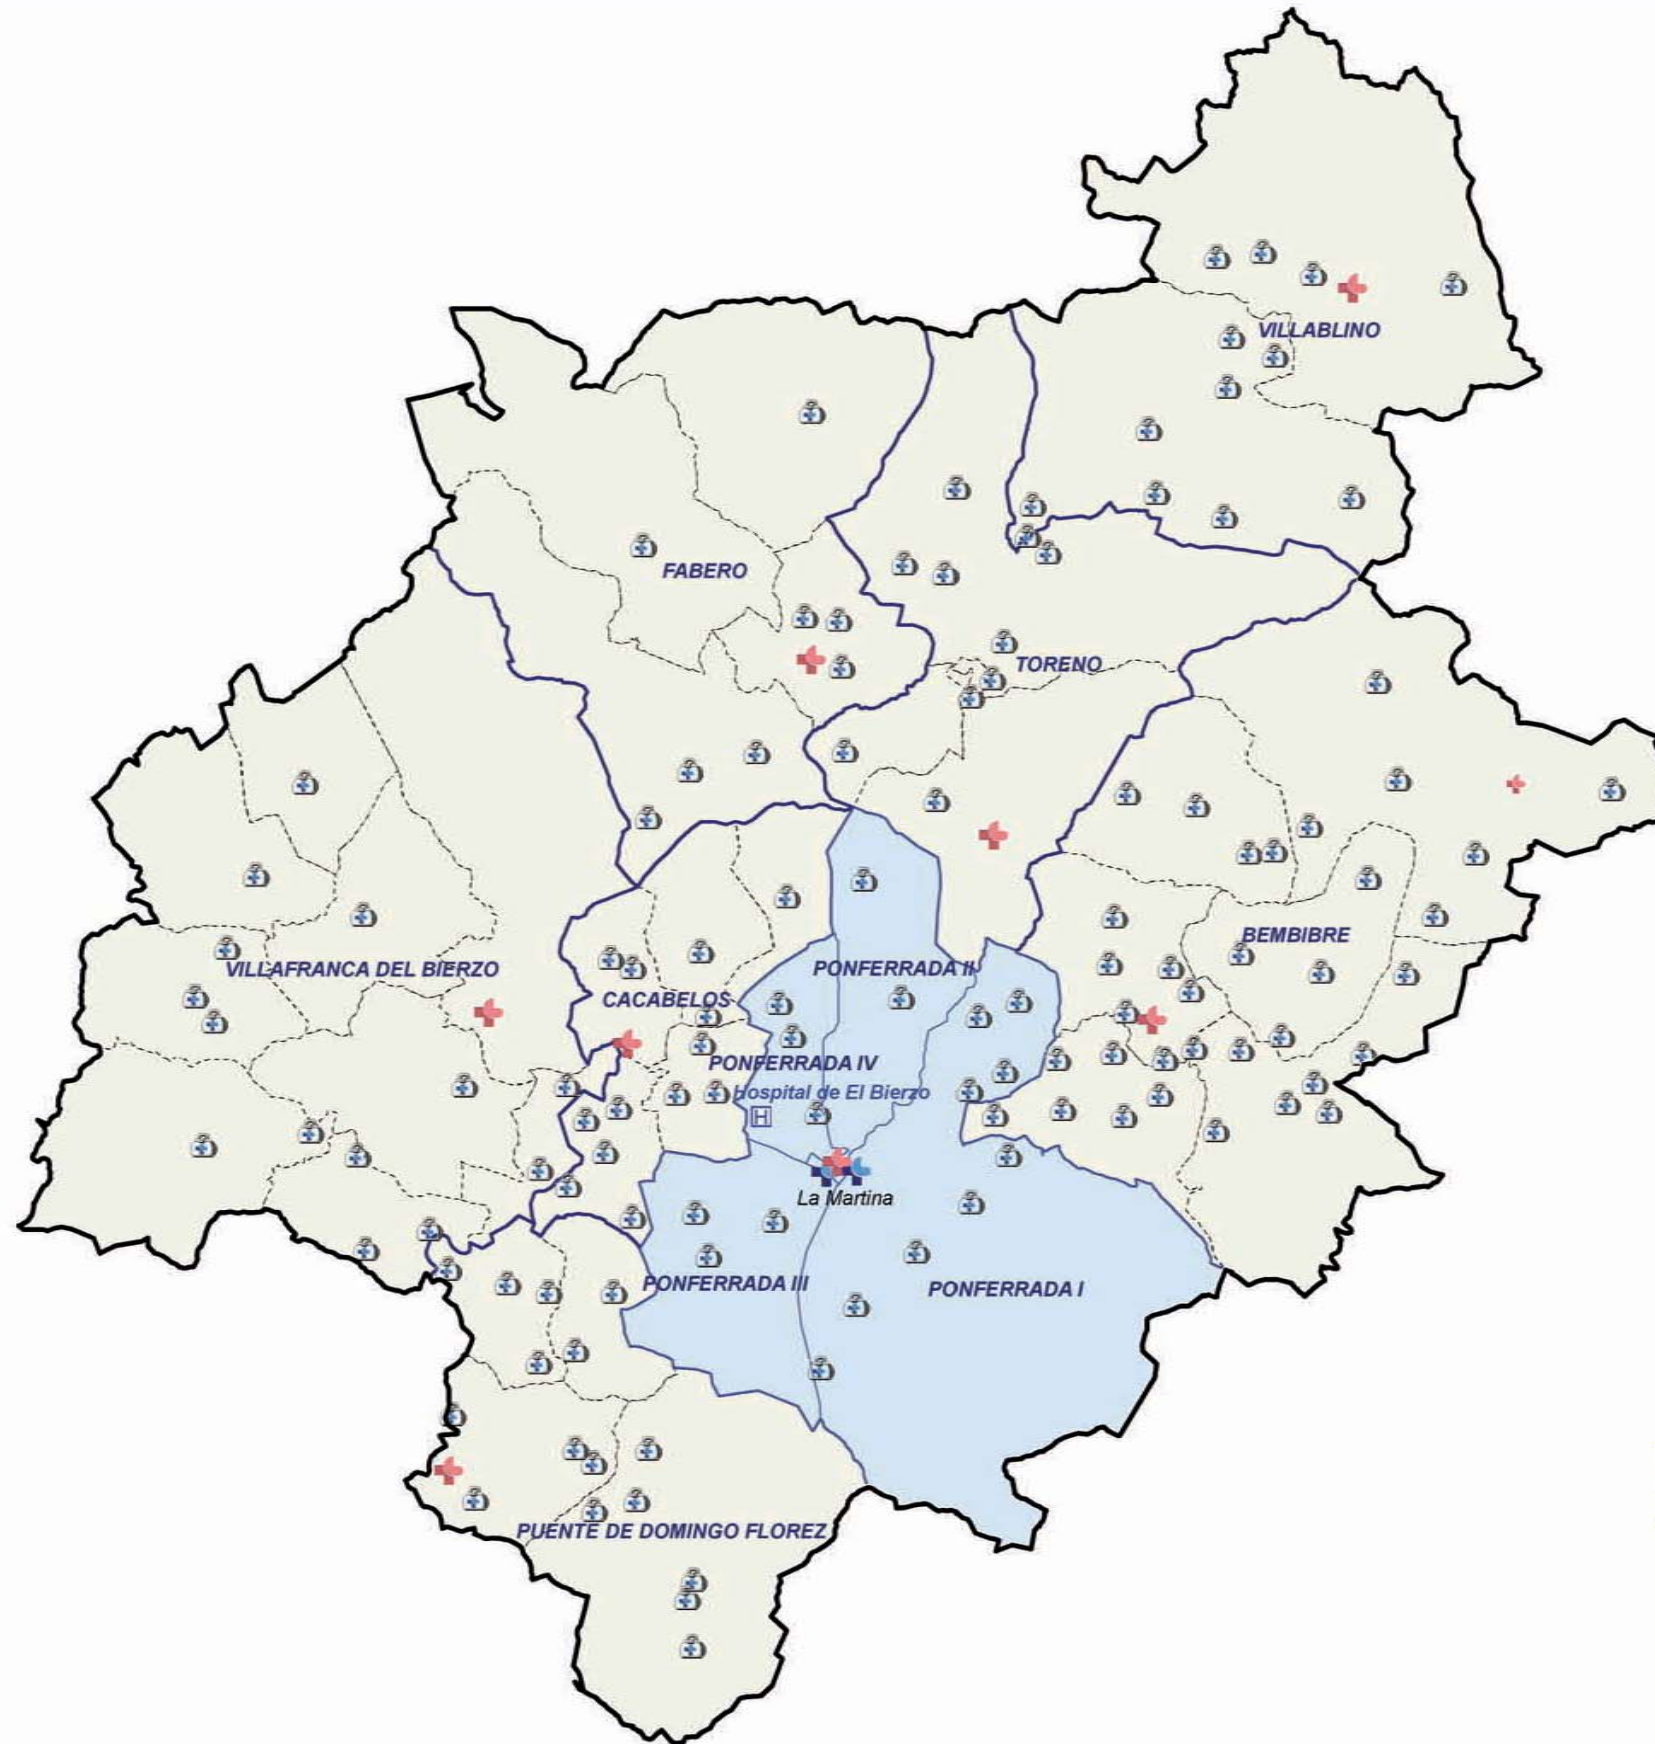 VILLABLINO
FABERO
TORENO
BEMBIBRE
VILLAFRANCA DEL BIERZO
PONFERRADA II
CACABELOS
PONFERRADA IV
Hospital de El Bierzo
H
La Martina
PONFERRADA III
PONFERRADA I
PUENTE DE DOMINGO FLOREZ